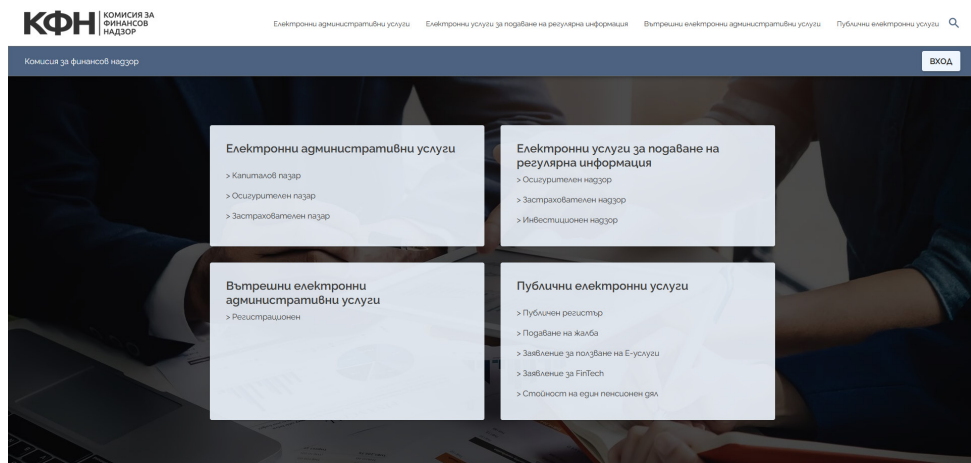 КФН
КОМИСИЯ ЗА
ФИНАНСОВ
НАДЗОР
Електронни административни услуги
Електронни услуги за подаване на регулярна информация
Вътрешни електронни административни услуги
Публични електронни услуги
Комисия за финансов надзор
ВХОД
Електронни административни услуги
> Капиталов пазар
> Осигурителен пазар
> Застрахователен пазар
Електронни услуги за подаване на
регулярна информация
> Осигурителен надзор
> Застрахователен надзор
> Инвестиционен надзор
Вътрешни електронни
административни услуги
> Регистрационен
Публични електронни услуги
> Публичен регистър
> Подаване на жалба
> Заявление за ползване на Е-услуги
> Заявление за FinTech
> Стойност на един пенсионен дял